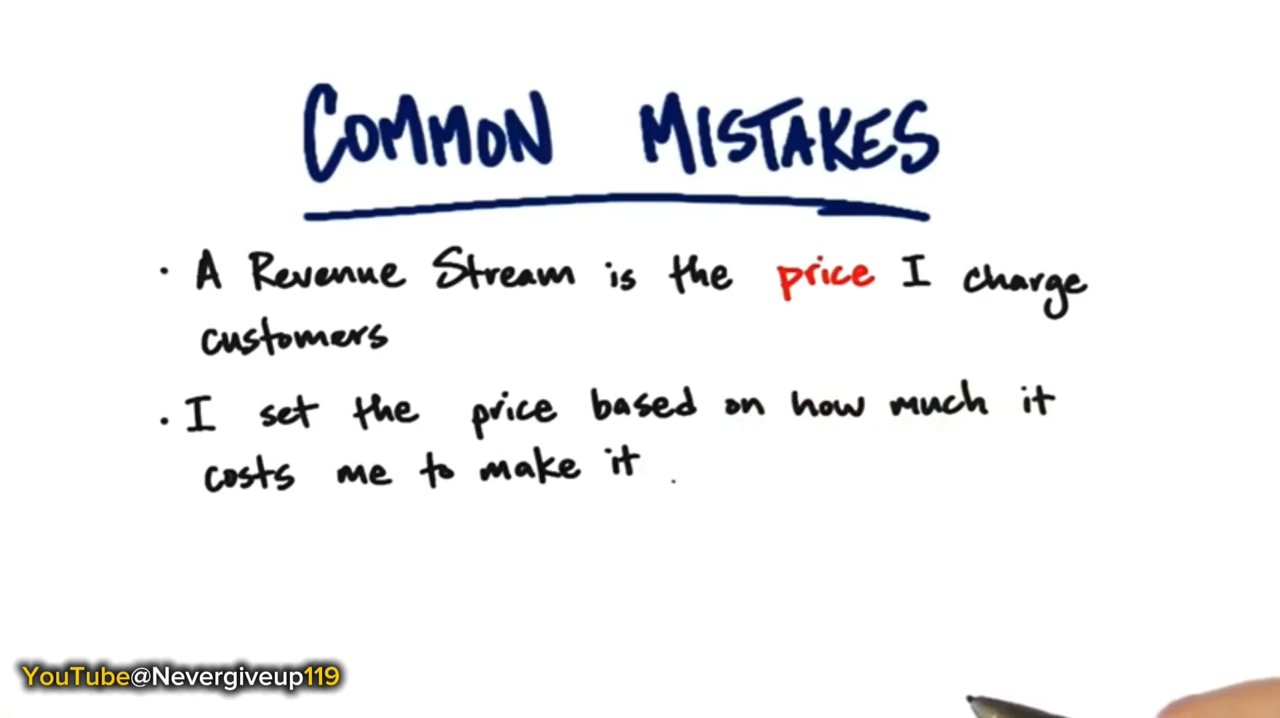 COMMON MISTAKES
· A Revenue Stream is the price I charge
customers
· I set the price based on how much it
costs me to make it .
YouTube@Nevergiveup119